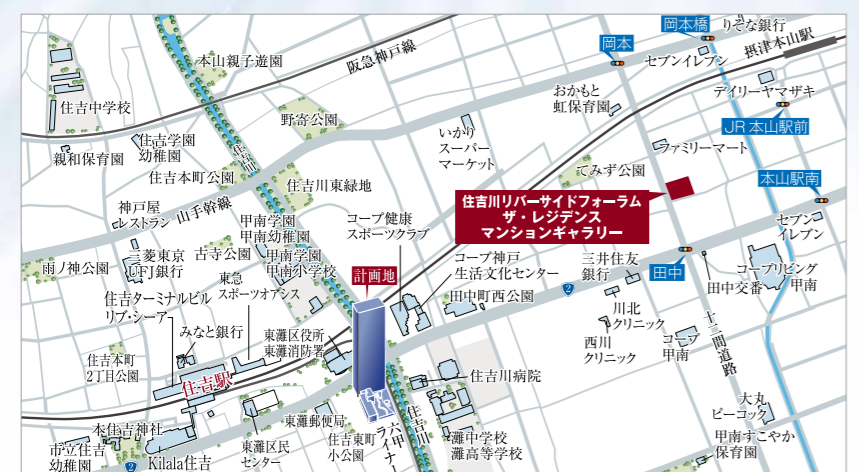 岡本橋
りそな銀行
岡本
セブンイレブン
摂津本山駅
本山親子遊園
阪急神戸線
住吉中学校
おかもと
虹保育園
デイリーヤマザキ
野寄公園
JR 本山駅前
いかり
スーパー
マーケット
住吉学園
幼稚園
親和保育園
住吉川
ファミリーマート
てみず公園
住吉本町公園
住吉川東緑地
本山駅南
神戸屋
レストラン
山手幹線
住吉川リバーサイドフォーラム
ザ・レジデンス
マンションギャラリー
甲南学園
甲南幼稚園
コープ健康
スポーツクラブ
セブン
イレブン
三菱東京
UFJ銀行
古寺公園
甲南学園
甲南小学校
コープ神戸
生活文化センター
三井住友
銀行
雨ノ神公園
東急
スポーツオアシス
計画地
田中
コープリビング
甲南
田中交番
2
住吉ターミナルビル
リブ・シーア
田中町西公園
川北
クリニック
みなと銀行
東灘区役所
東灘消防署
西川
クリニック
コープ
甲南
十二間道路
住吉本町
2丁目公園
住吉駅
住吉川病院
大丸
ピーコック
東灘郵便局
本住吉神社
住吉東町
小公園
六甲
ライナー
住吉川
灘中学校
灘高等学校
甲南すこやか
保育園
市立住吉
幼稚園
2
Kilala住吉
東灘区民
センター